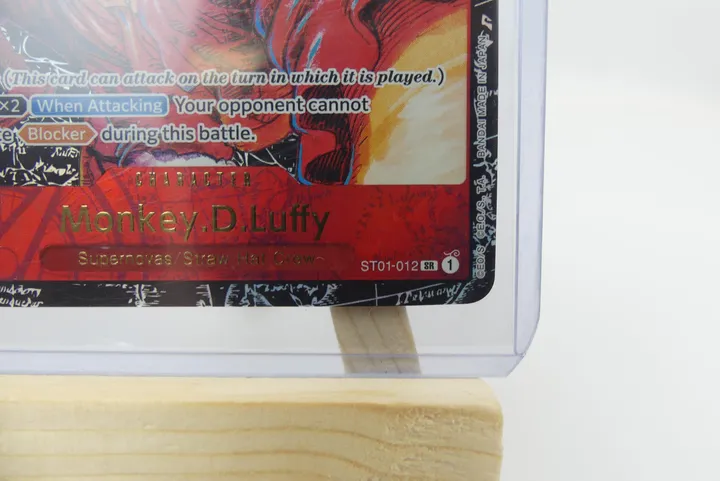 (This card can attack on the turn in which it is played.)
×2 When Attacking Your opponent cannot
Blocker during this battle.
CHARACTER
Monkey.D.Luffy
Supernovas/Straw Hat Crew
ST01-012 SR 1
BANDAI MADE IN JAPAN
©E.O./S., T.A.